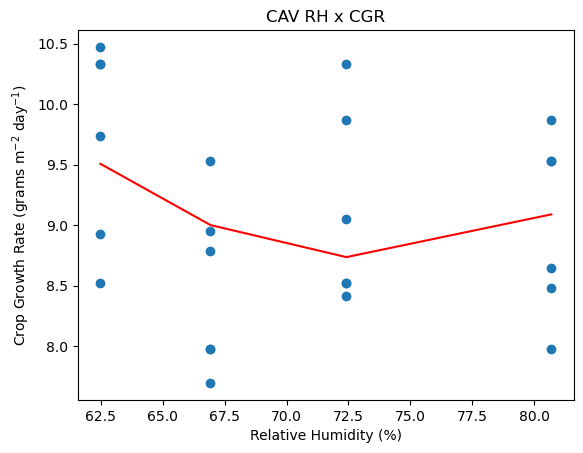 CAV RH x CGR
Crop Growth Rate (grams m⁻² day⁻¹)
10.5
10.0
9.5
9.0
8.5
8.0
62.5 65.0 67.5 70.0 72.5 75.0 77.5 80.0
Relative Humidity (%)